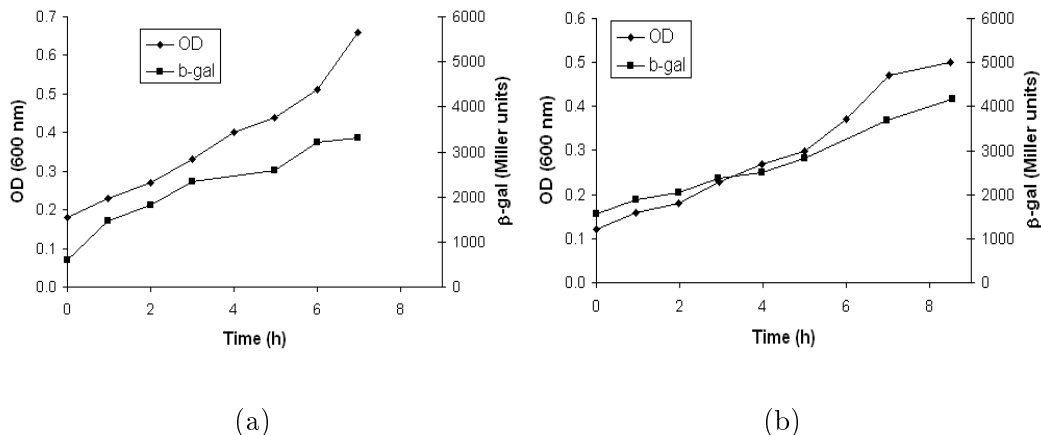 0.7
0.6
0.5
0.4
0.3
0.2
0.1
0.0
OD (600 nm)
OD
b-gal
6000
5000
4000
3000
2000
1000
0
β-gal (Miller units)
0 2 4 6 8
Time (h)
(a)
0.6
0.5
0.4
0.3
0.2
0.1
0.0
OD (600 nm)
OD
b-gal
6000
5000
4000
3000
2000
1000
0
β-gal (Miller units)
0 2 4 6 8
Time (h)
(b)